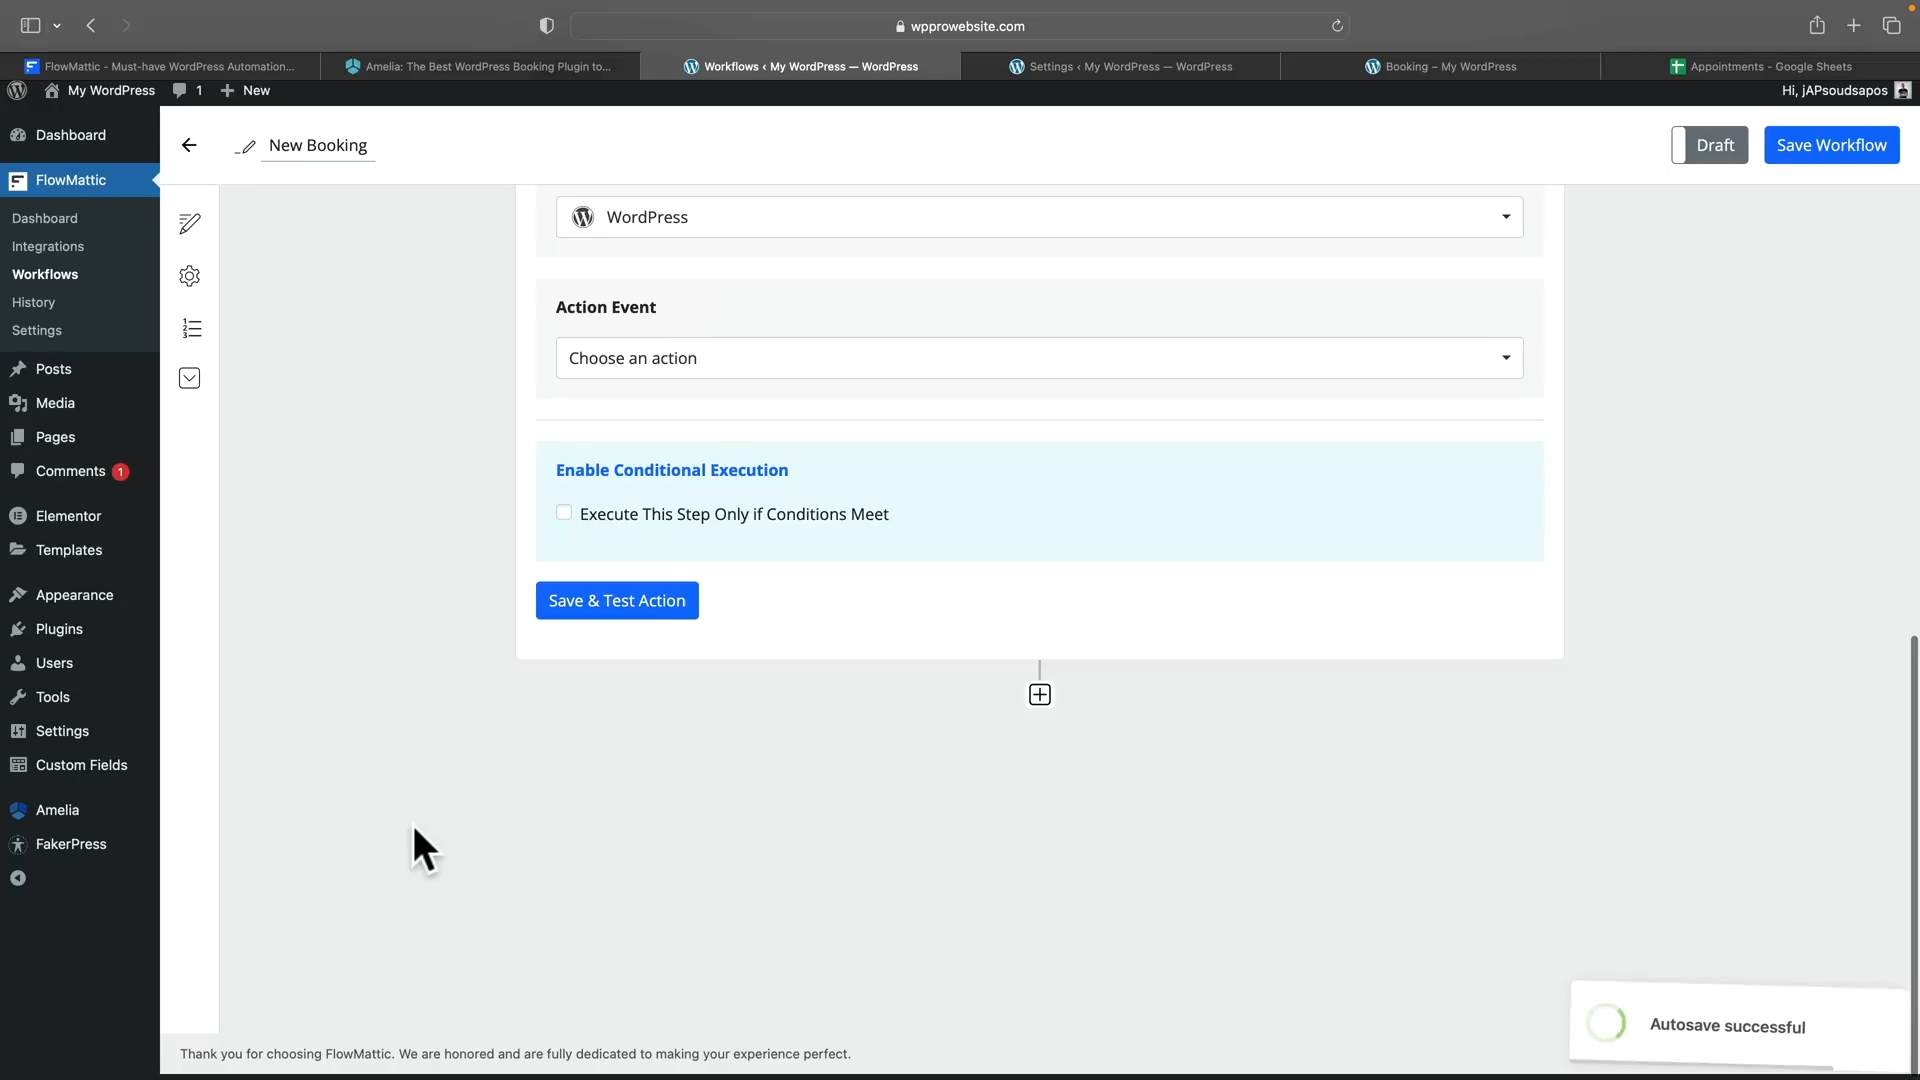 wpprowebsite.com
FlowMattic - Must-have WordPress Automation...
Amelia: The Best WordPress Booking Plugin to...
Workflows ‹ My WordPress — WordPress
Settings ‹ My WordPress — WordPress
Booking – My WordPress
Appointments - Google Sheets
My WordPress
1
New
Hi, jAPsoudsapos
Dashboard
FlowMattic
Dashboard
Integrations
Workflows
History
Settings
Posts
Media
Pages
Comments 1
Elementor
Templates
Appearance
Plugins
Users
Tools
Settings
Custom Fields
Amelia
FakerPress
New Booking
Draft
Save Workflow
WordPress
Action Event
Choose an action
Enable Conditional Execution
Execute This Step Only if Conditions Meet
Save & Test Action
Autosave successful
Thank you for choosing FlowMattic. We are honored and are fully dedicated to making your experience perfect.